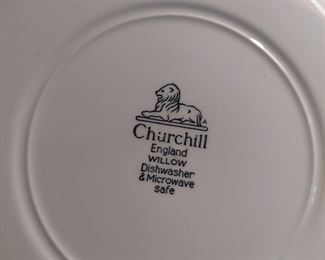 Churchill
England
WILLOW
Dishwasher
& Microwave
safe